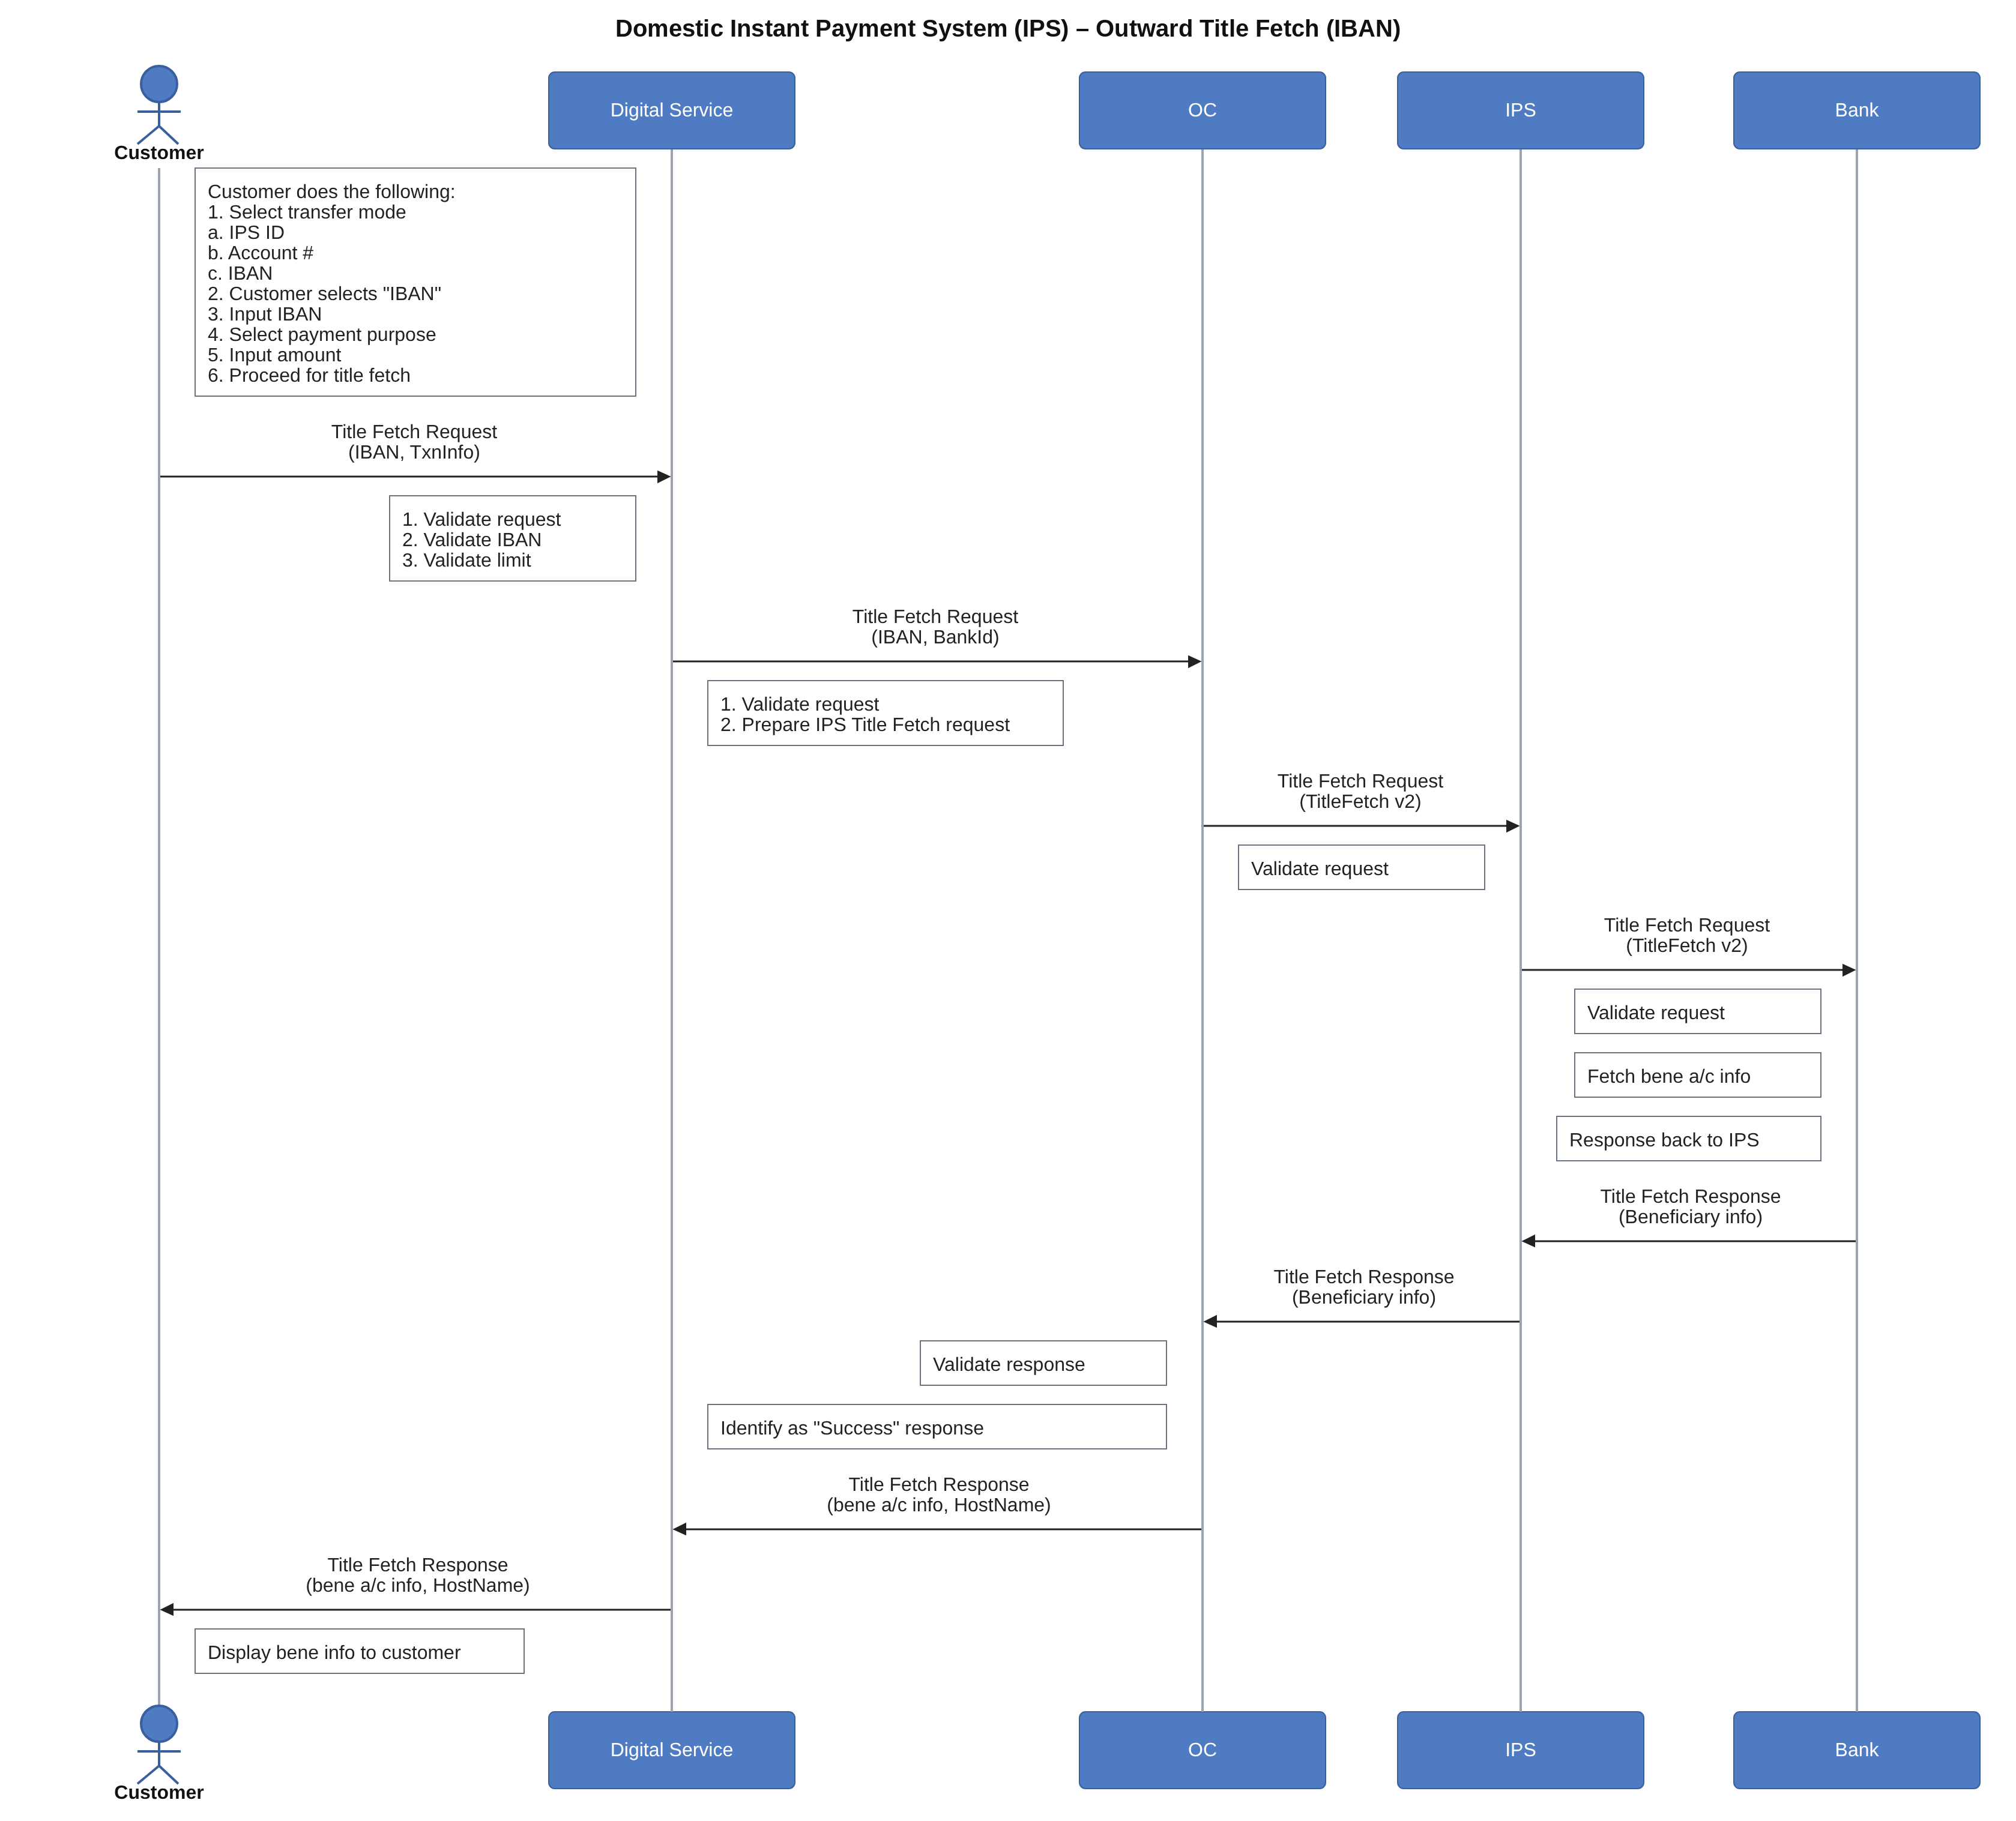 Domestic Instant Payment System (IPS) – Outward Title Fetch (IBAN)
Customer
Digital Service
OC
IPS
Bank
Customer does the following:
1. Select transfer mode
a. IPS ID
b. Account #
c. IBAN
2. Customer selects "IBAN"
3. Input IBAN
4. Select payment purpose
5. Input amount
6. Proceed for title fetch
Title Fetch Request
(IBAN, TxnInfo)
1. Validate request
2. Validate IBAN
3. Validate limit
Title Fetch Request
(IBAN, BankId)
1. Validate request
2. Prepare IPS Title Fetch request
Title Fetch Request
(TitleFetch v2)
Validate request
Title Fetch Request
(TitleFetch v2)
Validate request
Fetch bene a/c info
Response back to IPS
Title Fetch Response
(Beneficiary info)
Title Fetch Response
(Beneficiary info)
Validate response
Identify as "Success" response
Title Fetch Response
(bene a/c info, HostName)
Title Fetch Response
(bene a/c info, HostName)
Display bene info to customer
Customer
Digital Service
OC
IPS
Bank